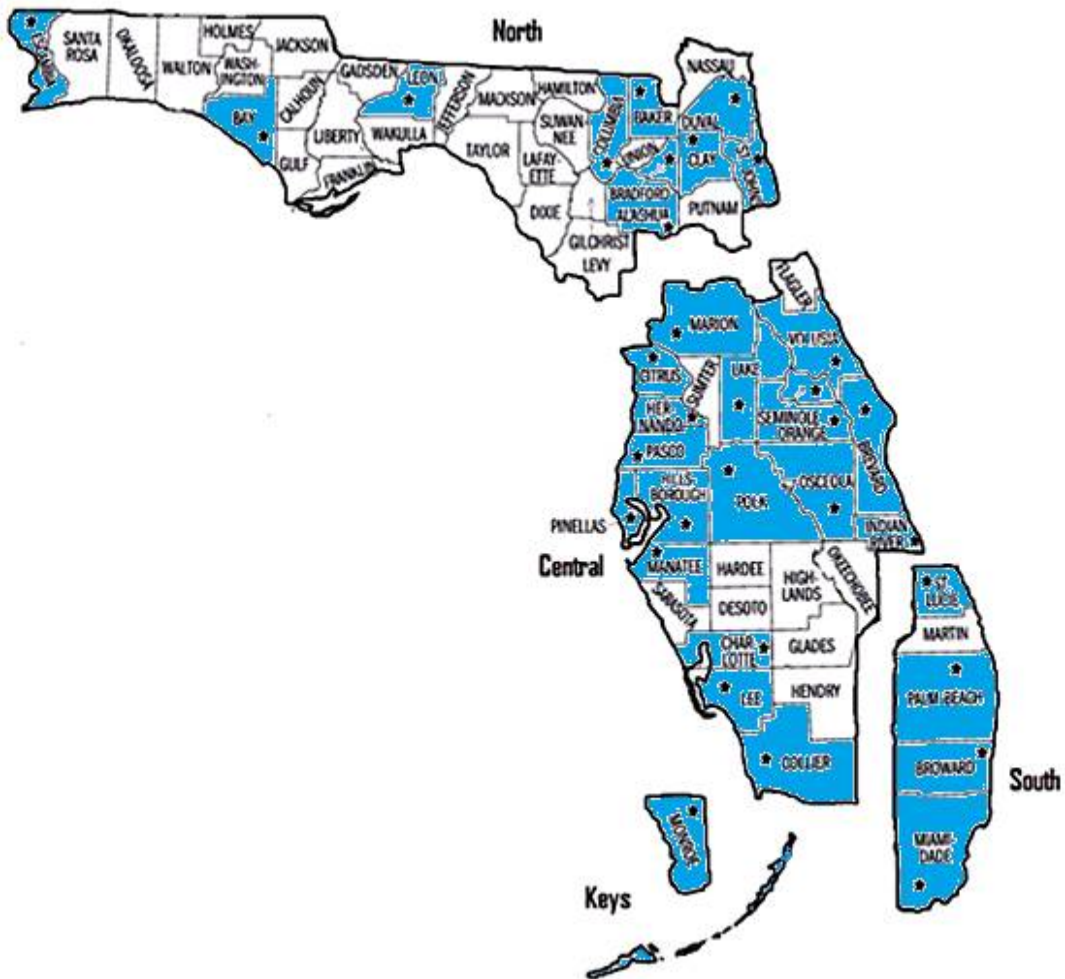 North
ESCAMBIA
SANTA
ROSA
OKALOOSA
WALTON
HOLMES
WASH-
INGTON
JACKSON
BAY
CALHOUN
GULF
LIBERTY
FRANKLIN
GADSDEN
LEON
WAKULLA
JEFFERSON
MADISON
TAYLOR
HAMILTON
SUWAN-
NEE
LAFAY-
ETTE
DIXIE
COLUMBIA
GILCHRIST
LEVY
BAKER
UNION
BRADFORD
ALASHUA
NASSAU
DUVAL
CLAY
ST. JOHNS
PUTNAM
FLAGLER
MARION
VOLUSIA
CITRUS
SUMTER
LAKE
HER-
NANDO
SEMINOLE
ORANGE
PASCO
BREVARD
HILLS-
BOROUGH
POLK
OSCEOLA
PINELLAS
INDIAN
RIVER
Central
MANATEE
HARDEE
HIGH-
LANDS
OKEECHOBEE
SARASOTA
DESOTO
CHAR-
LOTTE
GLADES
LEE
HENDRY
COLLIER
ST.
LUCIE
MARTIN
PALM BEACH
BROWARD
South
MIAMI-
DADE
MONROE
Keys